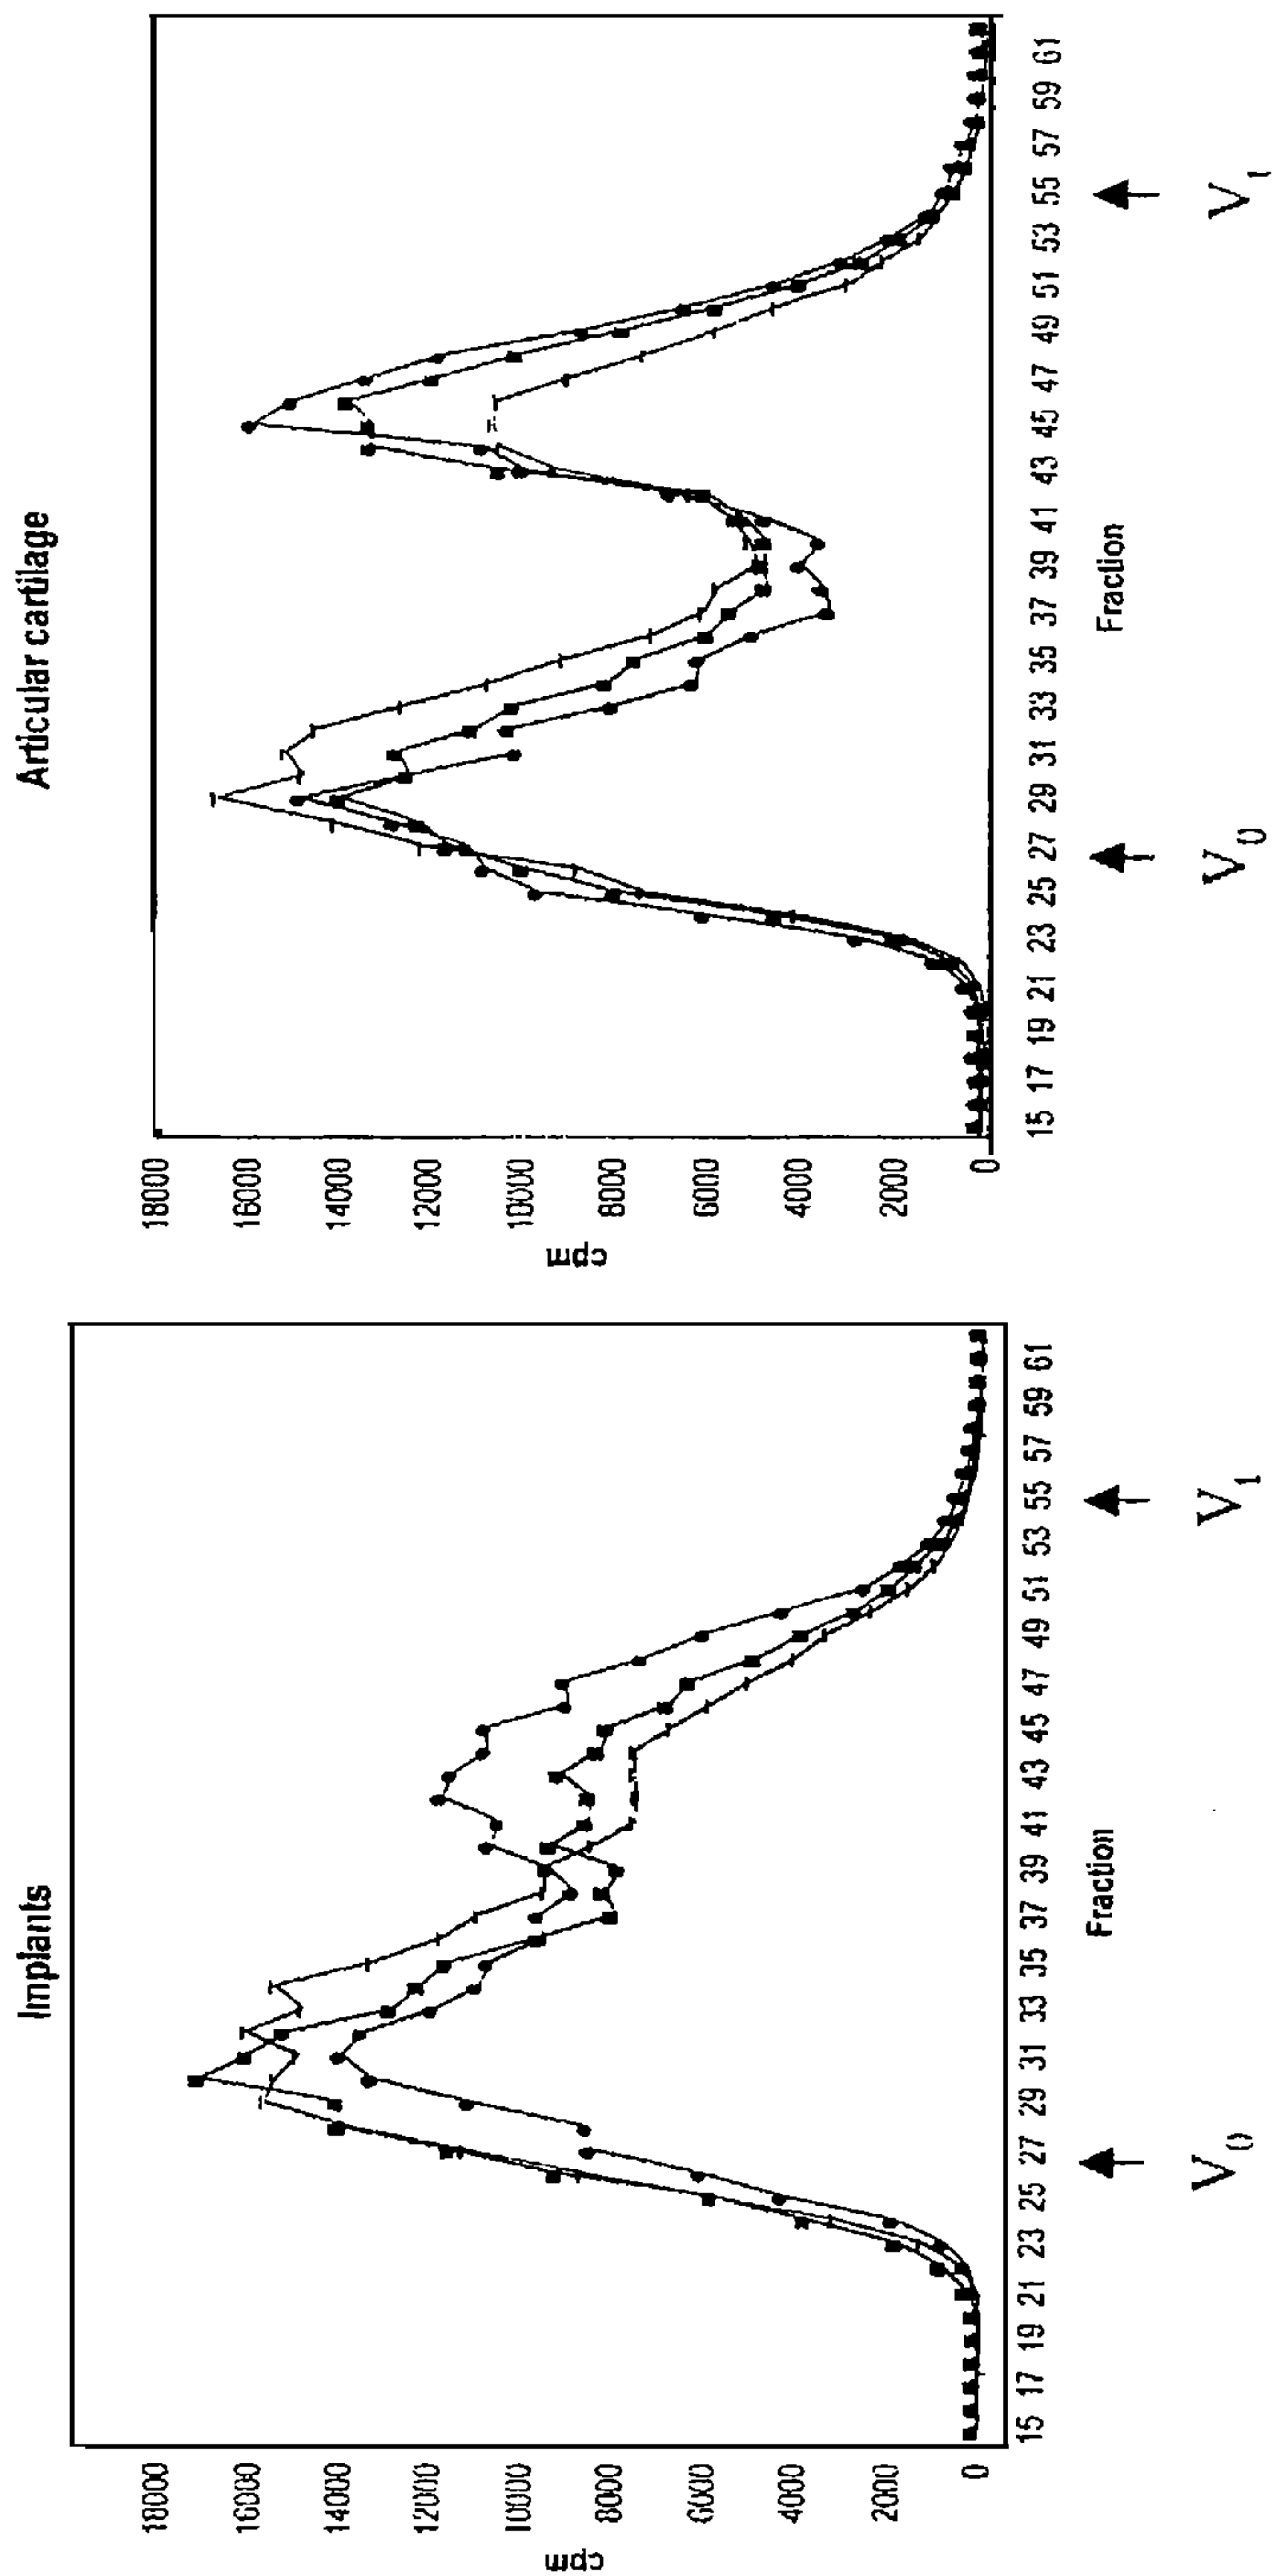 Implants
cpm
18000
16000
14000
12000
10000
8000
6000
4000
2000
0
15 17 19 21 23 25 27 29 31 33 35 37 39 41 43 45 47 49 51 53 55 57 59 61
Fraction
V0 V1
Articular cartilage
cpm
18000
16000
14000
12000
10000
8000
6000
4000
2000
0
15 17 19 21 23 25 27 29 31 33 35 37 39 41 43 45 47 49 51 53 55 57 59 61
Fraction
V0 Vt